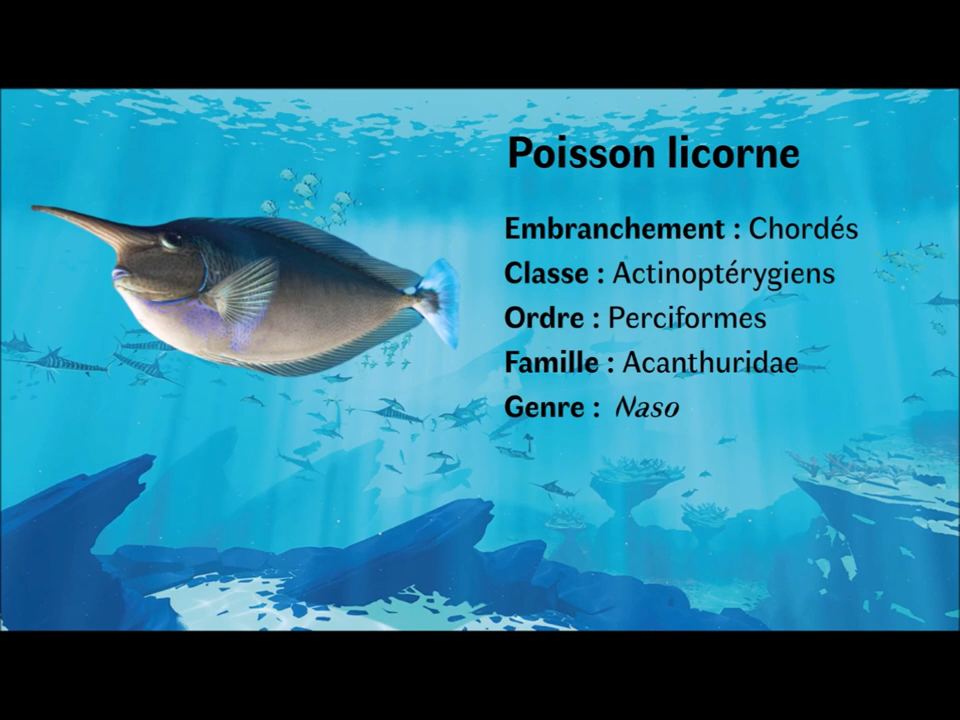 Poisson licorne
Embranchement : Chordés
Classe : Actinoptérygiens
Ordre : Perciformes
Famille : Acanthuridae
Genre : Naso